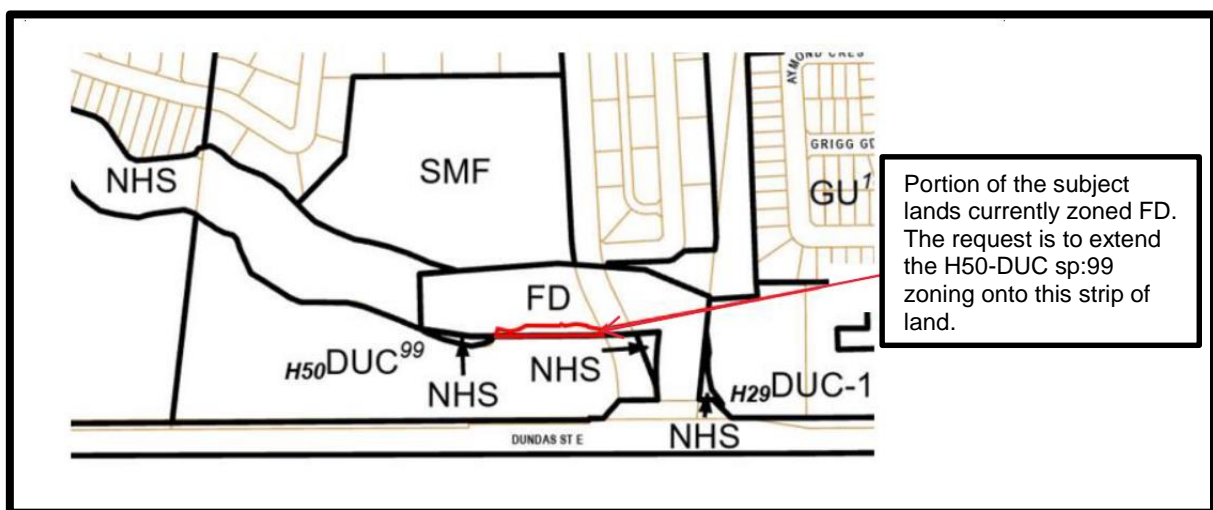 AYMOND CRES
GRIGG GD
NHS
SMF
GU
Portion of the subject
lands currently zoned FD.
The request is to extend
the H50-DUC sp:99
zoning onto this strip of
land.
FD
H50DUC99
NHS
NHS
H29DUC-1
NHS
DUNDAS ST E